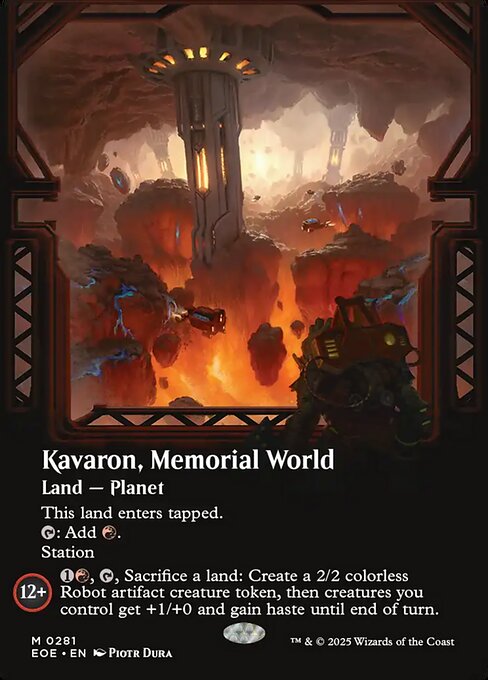 Kavaron, Memorial World
Land — Planet
This land enters tapped.
: Add .
Station
12+
1, , Sacrifice a land: Create a 2/2 colorless
Robot artifact creature token, then creatures you
control get +1/+0 and gain haste until end of turn.
M 0281
EOE • EN Piotr Dura
™ & © 2025 Wizards of the Coast